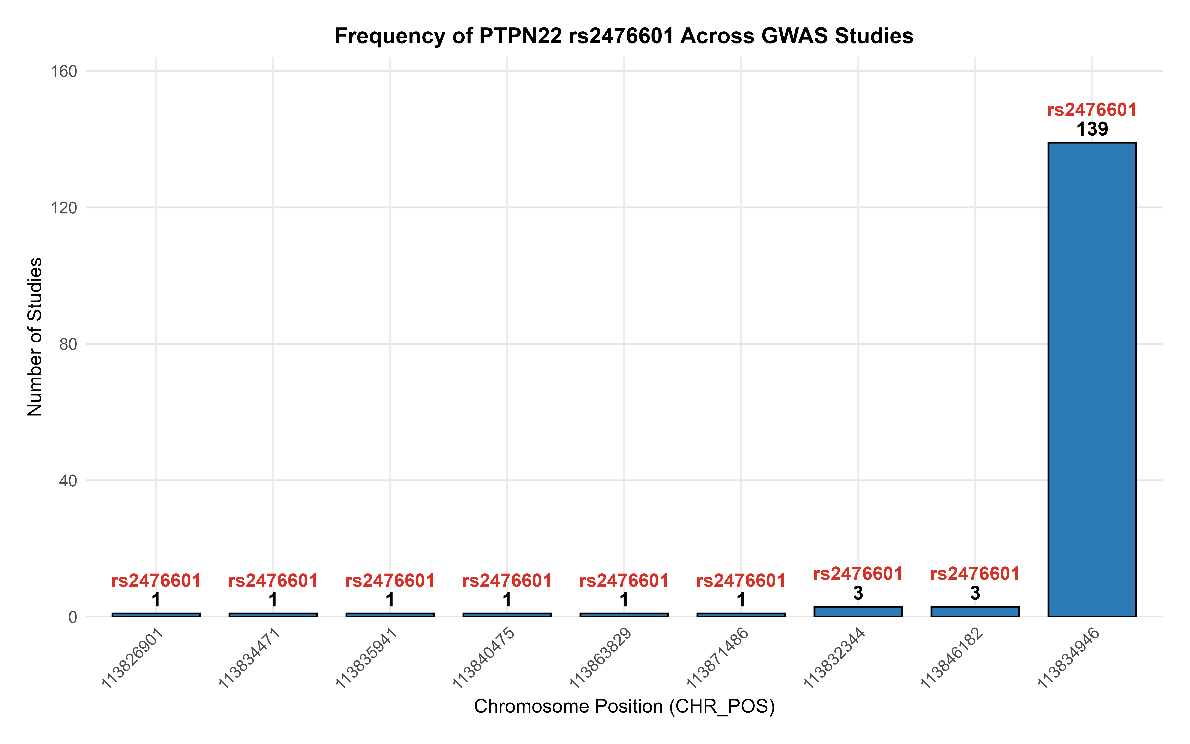 Frequency of PTPN22 rs2476601 Across GWAS Studies
160
120
80
40
0
Number of Studies
rs2476601
1
rs2476601
1
rs2476601
1
rs2476601
1
rs2476601
1
rs2476601
1
rs2476601
3
rs2476601
3
rs2476601
139
113826901
113834471
113835941
113840475
113863829
113871486
113832344
113846182
113834946
Chromosome Position (CHR_POS)